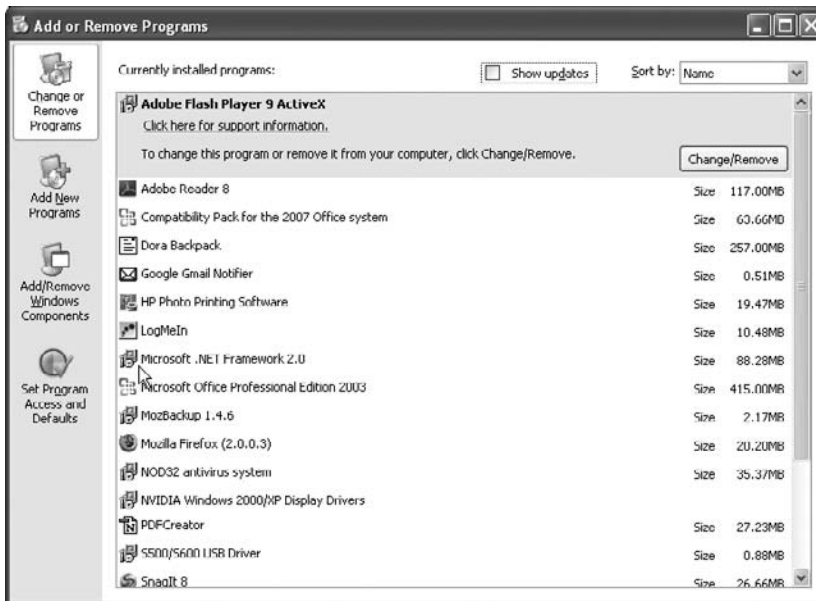 Add or Remove Programs
Change or
Remove
Programs
Add New
Programs
Add/Remove
Windows
Components
Set Program
Access and
Defaults
Currently installed programs:
Show updates
Sort by: Name
Adobe Flash Player 9 ActiveX
Click here for support information.
To change this program or remove it from your computer, click Change/Remove.
Change/Remove
Adobe Reader 8 Size 117.00MB
Compatibility Pack for the 2007 Office system Size 63.66MB
Dora Backpack Size 257.00MB
Google Gmail Notifier Size 0.51MB
HP Photo Printing Software Size 19.47MB
LogMeIn Size 10.48MB
Microsoft .NET Framework 2.0 Size 88.28MB
Microsoft Office Professional Edition 2003 Size 415.00MB
MozBackup 1.4.6 Size 2.17MB
Mozilla Firefox (2.0.0.3) Size 20.20MB
NOD32 antivirus system Size 35.37MB
NVIDIA Windows 2000/XP Display Drivers
PDFCreator Size 27.23MB
S500/S600 USB Driver Size 0.88MB
SnagIt 8 Size 26.66MB